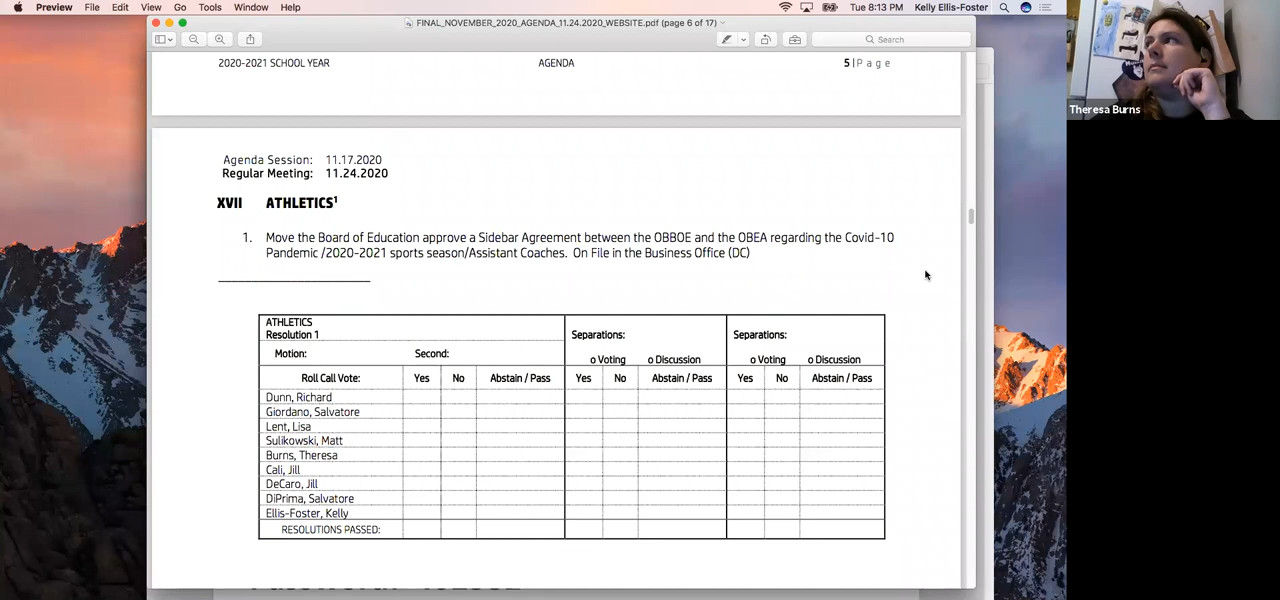 Preview File Edit View Go Tools Window Help Tue 8:13 PM Kelly Ellis-Foster
FINAL_NOVEMBER_2020_AGENDA_11.24.2020_WEBSITE.pdf (page 6 of 17)
Search
2020-2021 SCHOOL YEAR AGENDA 5 | P a g e
Theresa Burns
Agenda Session: 11.17.2020
Regular Meeting: 11.24.2020
XVII ATHLETICS¹
1. Move the Board of Education approve a Sidebar Agreement between the OBBOE and the OBEA regarding the Covid-10
Pandemic /2020-2021 sports season/Assistant Coaches. On File in the Business Office (DC)
ATHLETICS
Resolution 1 Separations: Separations:
Motion: Second: o Voting o Discussion o Voting o Discussion
Roll Call Vote: Yes No Abstain / Pass Yes No Abstain / Pass Yes No Abstain / Pass
Dunn, Richard
Giordano, Salvatore
Lent, Lisa
Sulikowski, Matt
Burns, Theresa
Cali, Jill
DeCaro, Jill
DiPrima, Salvatore
Ellis-Foster, Kelly
RESOLUTIONS PASSED: